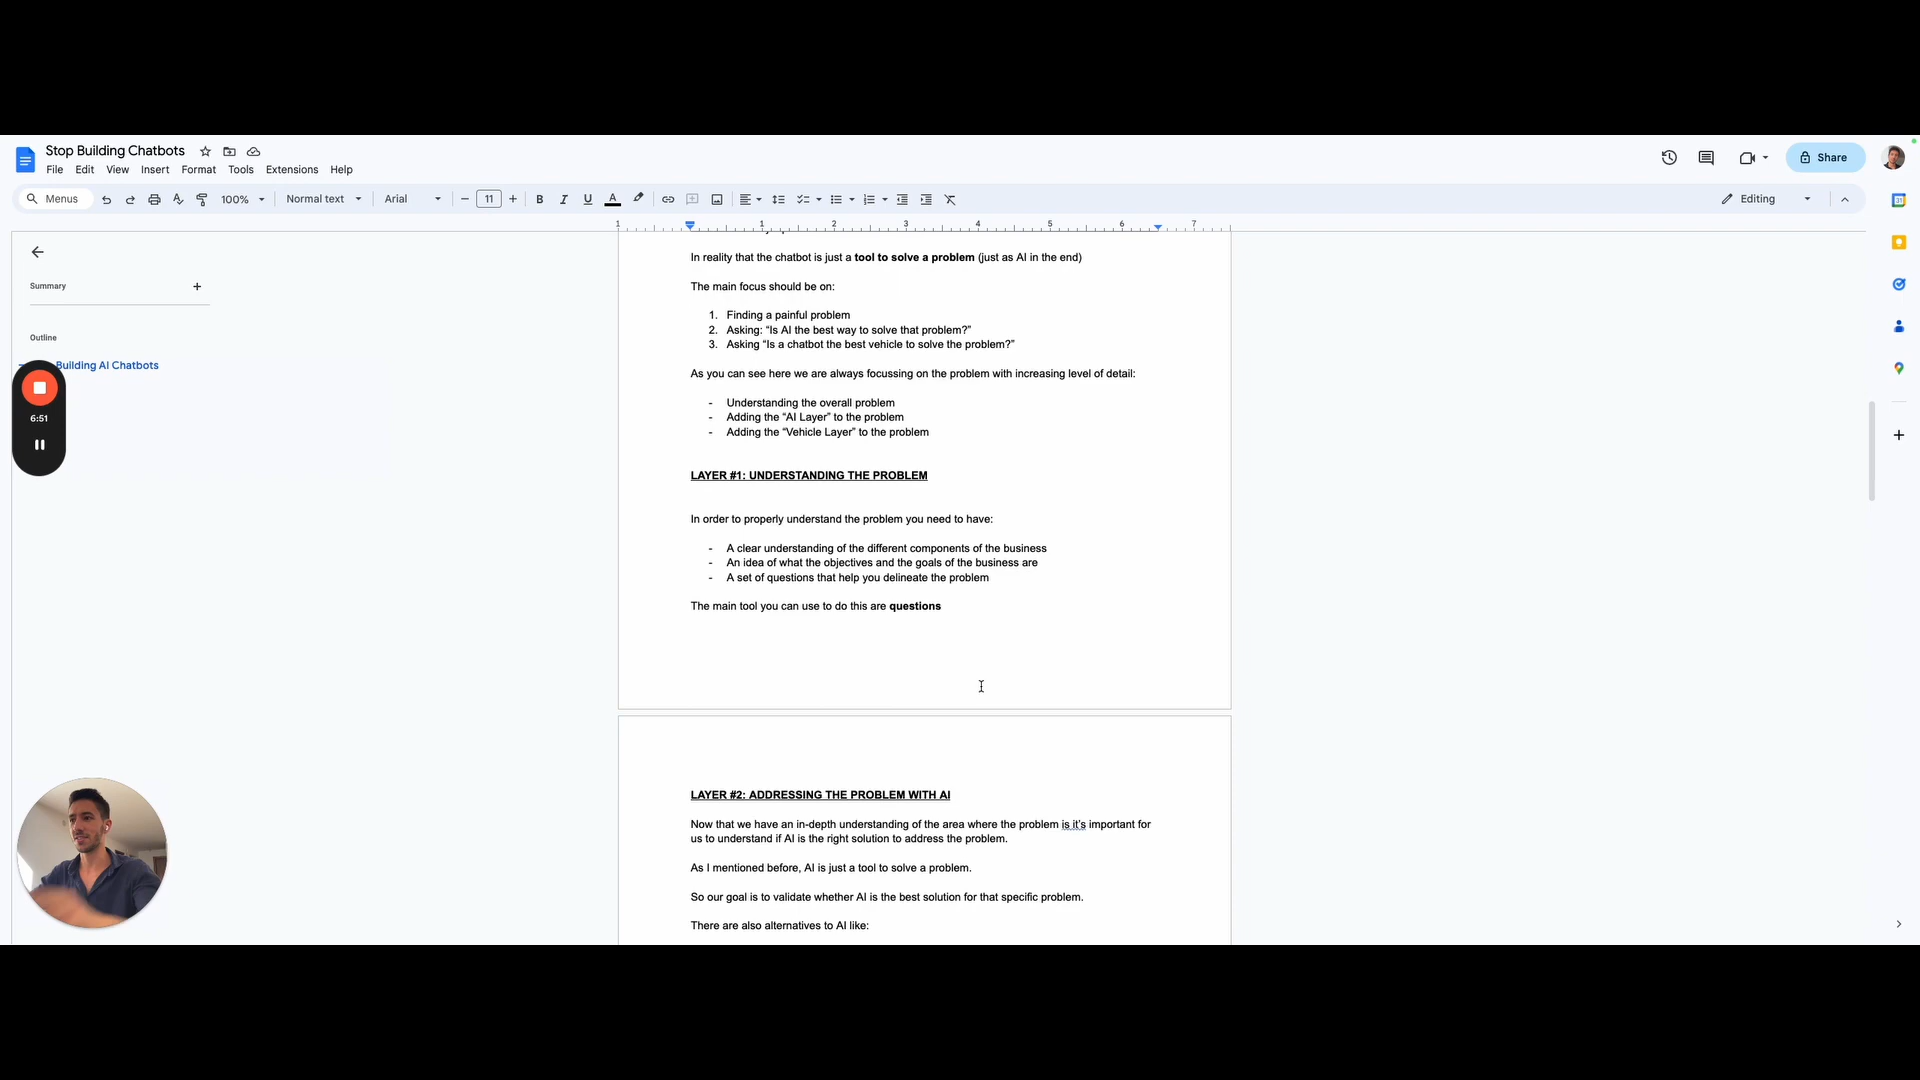 Stop Building Chatbots
File Edit View Insert Format Tools Extensions Help
Share
Menus
100%
Normal text
Arial
11
Editing
1 1 2 3 4 5 6 7
Summary
Outline
Building AI Chatbots
6:51
In reality that the chatbot is just a tool to solve a problem (just as AI in the end)
The main focus should be on:
1. Finding a painful problem
2. Asking: “Is AI the best way to solve that problem?”
3. Asking “Is a chatbot the best vehicle to solve the problem?”
As you can see here we are always focussing on the problem with increasing level of detail:
- Understanding the overall problem
- Adding the “AI Layer” to the problem
- Adding the “Vehicle Layer” to the problem
LAYER #1: UNDERSTANDING THE PROBLEM
In order to properly understand the problem you need to have:
- A clear understanding of the different components of the business
- An idea of what the objectives and the goals of the business are
- A set of questions that help you delineate the problem
The main tool you can use to do this are questions
LAYER #2: ADDRESSING THE PROBLEM WITH AI
Now that we have an in-depth understanding of the area where the problem is it’s important for
us to understand if AI is the right solution to address the problem.
As I mentioned before, AI is just a tool to solve a problem.
So our goal is to validate whether AI is the best solution for that specific problem.
There are also alternatives to AI like: